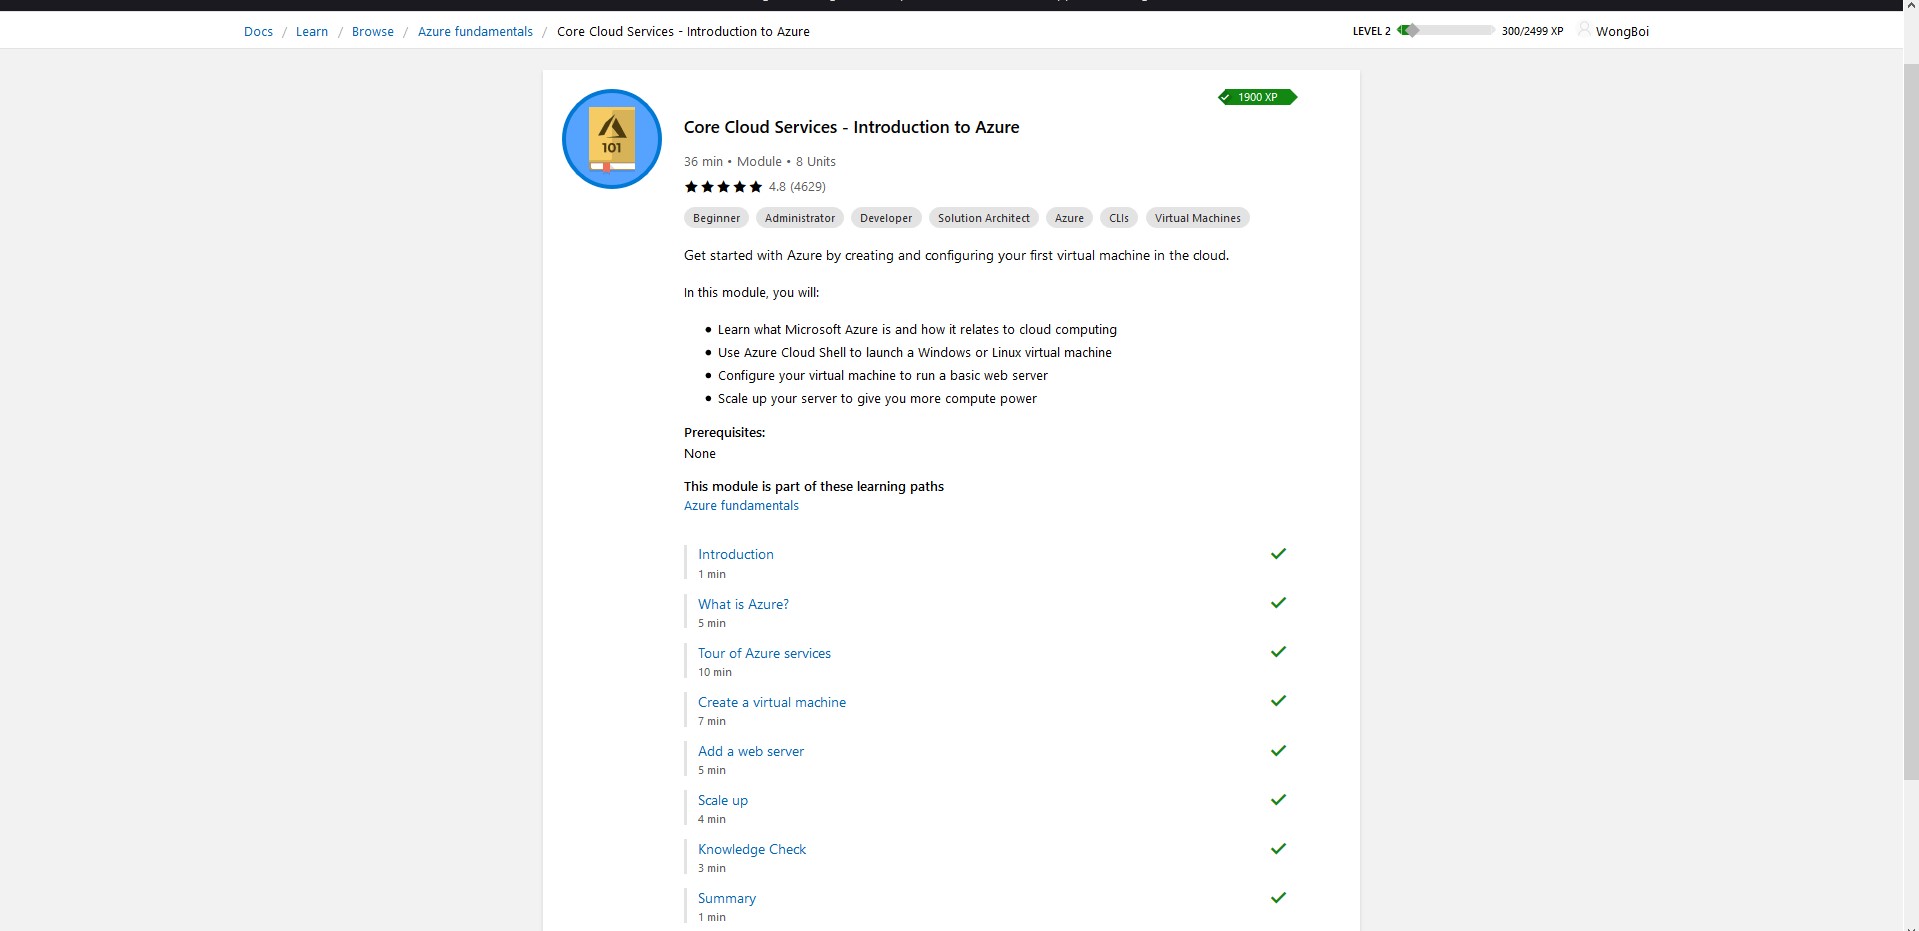 Docs / Learn / Browse / Azure fundamentals / Core Cloud Services - Introduction to Azure
LEVEL 2 300/2499 XP WongBoi
1900 XP
101
Core Cloud Services - Introduction to Azure
36 min • Module • 8 Units
4.8 (4629)
Beginner Administrator Developer Solution Architect Azure CLIs Virtual Machines
Get started with Azure by creating and configuring your first virtual machine in the cloud.
In this module, you will:
• Learn what Microsoft Azure is and how it relates to cloud computing
• Use Azure Cloud Shell to launch a Windows or Linux virtual machine
• Configure your virtual machine to run a basic web server
• Scale up your server to give you more compute power
Prerequisites:
None
This module is part of these learning paths
Azure fundamentals
Introduction
1 min
What is Azure?
5 min
Tour of Azure services
10 min
Create a virtual machine
7 min
Add a web server
5 min
Scale up
4 min
Knowledge Check
3 min
Summary
1 min